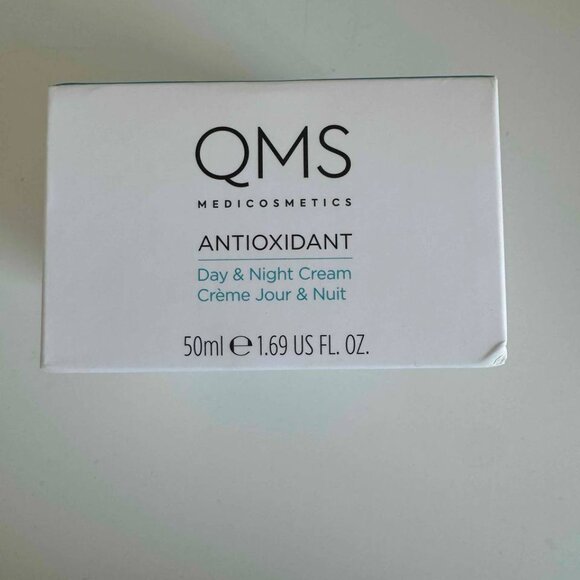 QMS
MEDICOSMETICS
ANTIOXIDANT
Day & Night Cream
Crème Jour & Nuit
50ml ℮ 1.69 US FL. OZ.